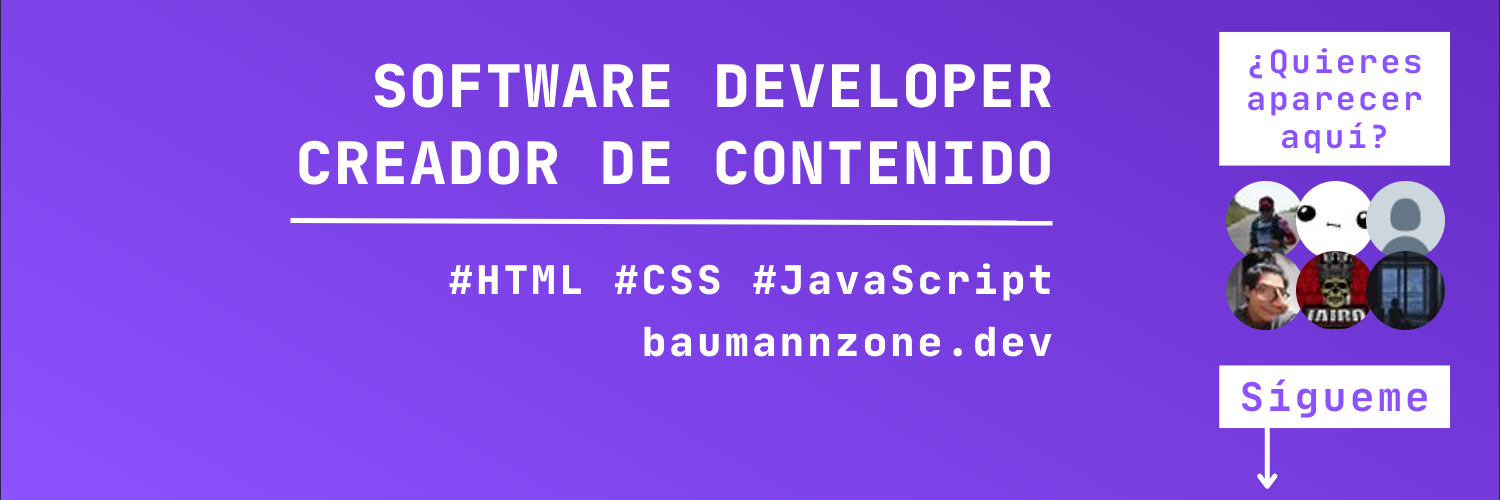 SOFTWARE DEVELOPER
CREADOR DE CONTENIDO
#HTML #CSS #JavaScript
baumannzone.dev
¿Quieres
aparecer
aquí?
Sígueme